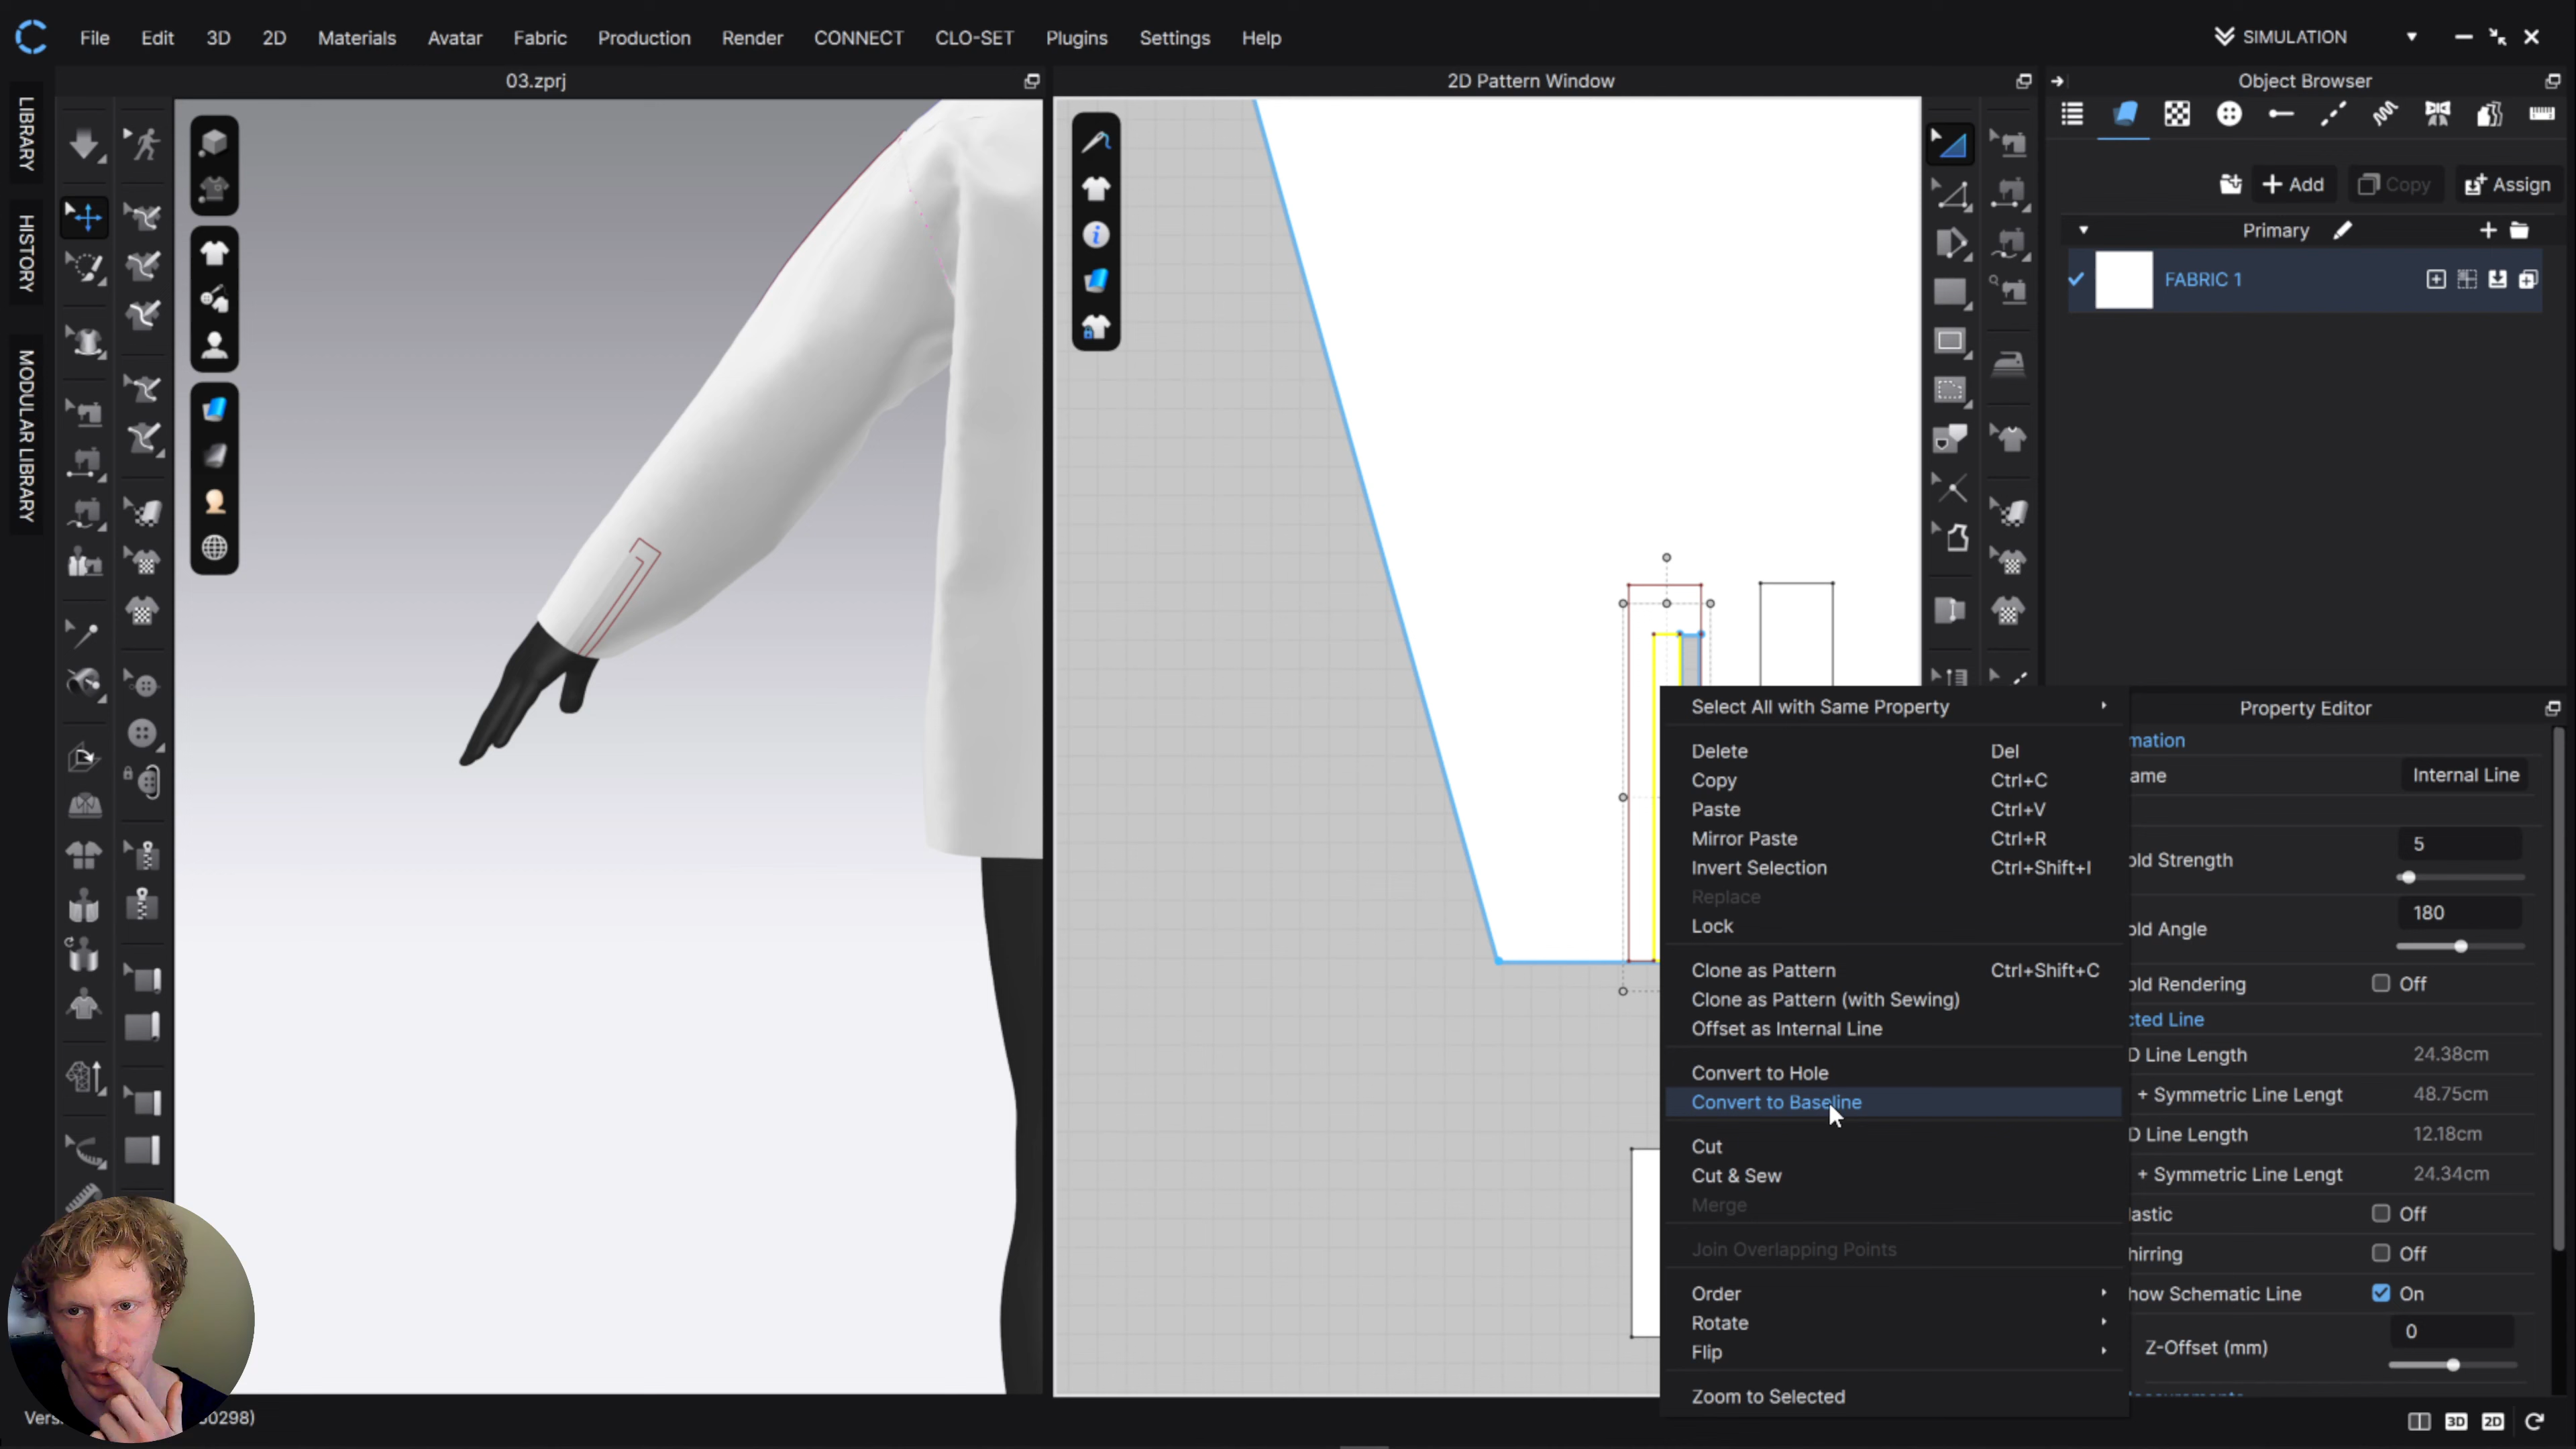 File Edit 3D 2D Materials Avatar Fabric Production Render CONNECT CLO-SET Plugins Settings Help
SIMULATION
LIBRARY
HISTORY
MODULAR LIBRARY
03.zprj
2D Pattern Window
Object Browser
Add Copy Assign
Primary
FABRIC 1
Select All with Same Property
Delete Del
Copy Ctrl+C
Paste Ctrl+V
Mirror Paste Ctrl+R
Invert Selection Ctrl+Shift+I
Replace
Lock
Clone as Pattern Ctrl+Shift+C
Clone as Pattern (with Sewing)
Offset as Internal Line
Convert to Hole
Convert to Baseline
Cut
Cut & Sew
Merge
Join Overlapping Points
Order
Rotate
Flip
Zoom to Selected
Property Editor
mation
ame Internal Line
old Strength 5
old Angle 180
old Rendering Off
cted Line
D Line Length 24.38cm
+ Symmetric Line Lengt 48.75cm
D Line Length 12.18cm
+ Symmetric Line Lengt 24.34cm
lastic Off
hirring Off
how Schematic Line On
Z-Offset (mm) 0
Vers
0298)
3D 2D